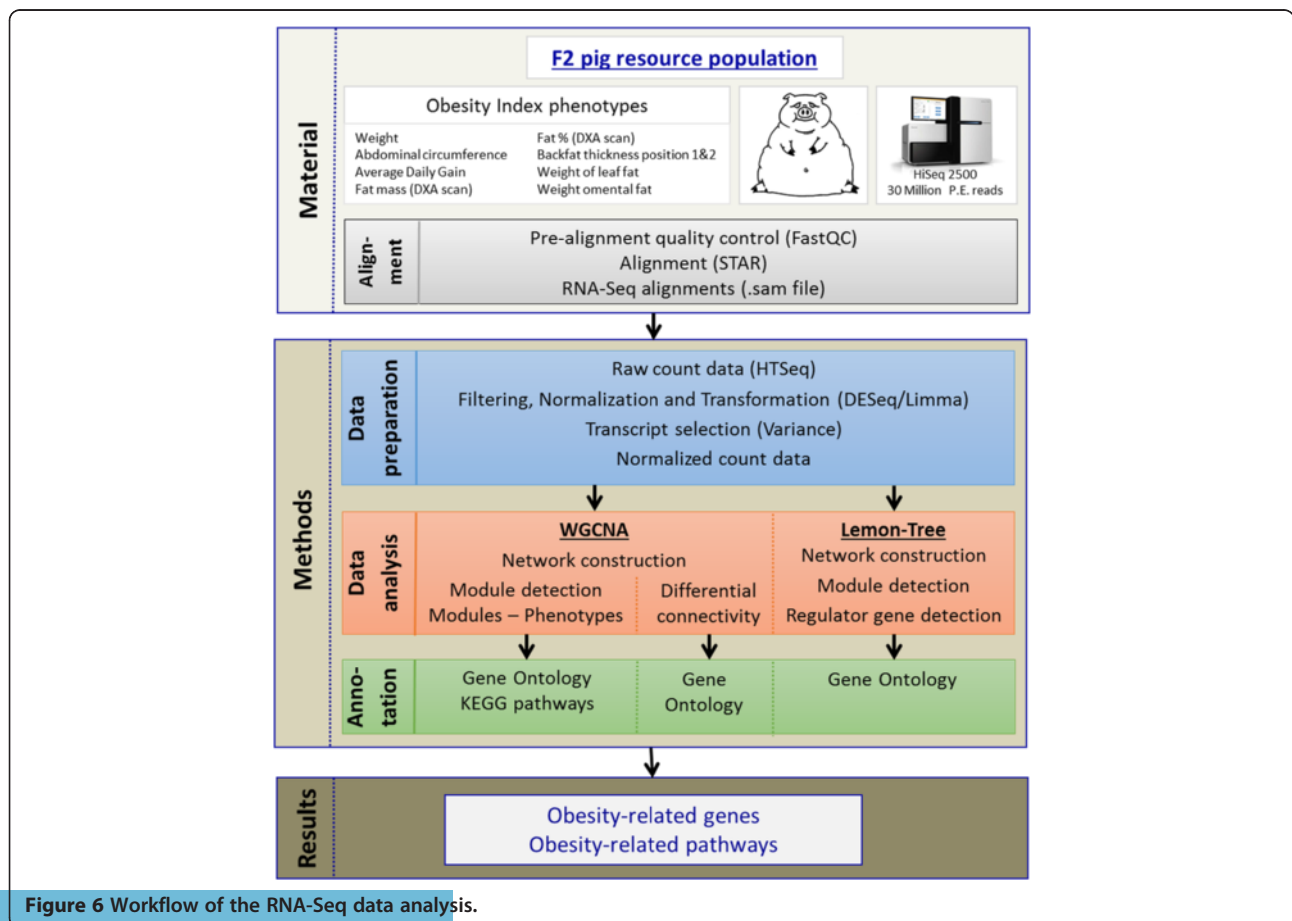 Material
F2 pig resource population
Obesity Index phenotypes
Weight
Abdominal circumference
Average Daily Gain
Fat mass (DXA scan)
Fat % (DXA scan)
Backfat thickness position 1&2
Weight of leaf fat
Weight omental fat
HiSeq 2500
30 Million P.E. reads
Align-
ment
Pre-alignment quality control (FastQC)
Alignment (STAR)
RNA-Seq alignments (.sam file)
Methods
Data
preparation
Raw count data (HTSeq)
Filtering, Normalization and Transformation (DESeq/Limma)
Transcript selection (Variance)
Normalized count data
Data
analysis
WGCNA
Network construction
Module detection
Modules – Phenotypes
Differential
connectivity
Lemon-Tree
Network construction
Module detection
Regulator gene detection
Anno-
tation
Gene Ontology
KEGG pathways
Gene
Ontology
Gene Ontology
Results
Obesity-related genes
Obesity-related pathways
Figure 6 Workflow of the RNA-Seq data analysis.